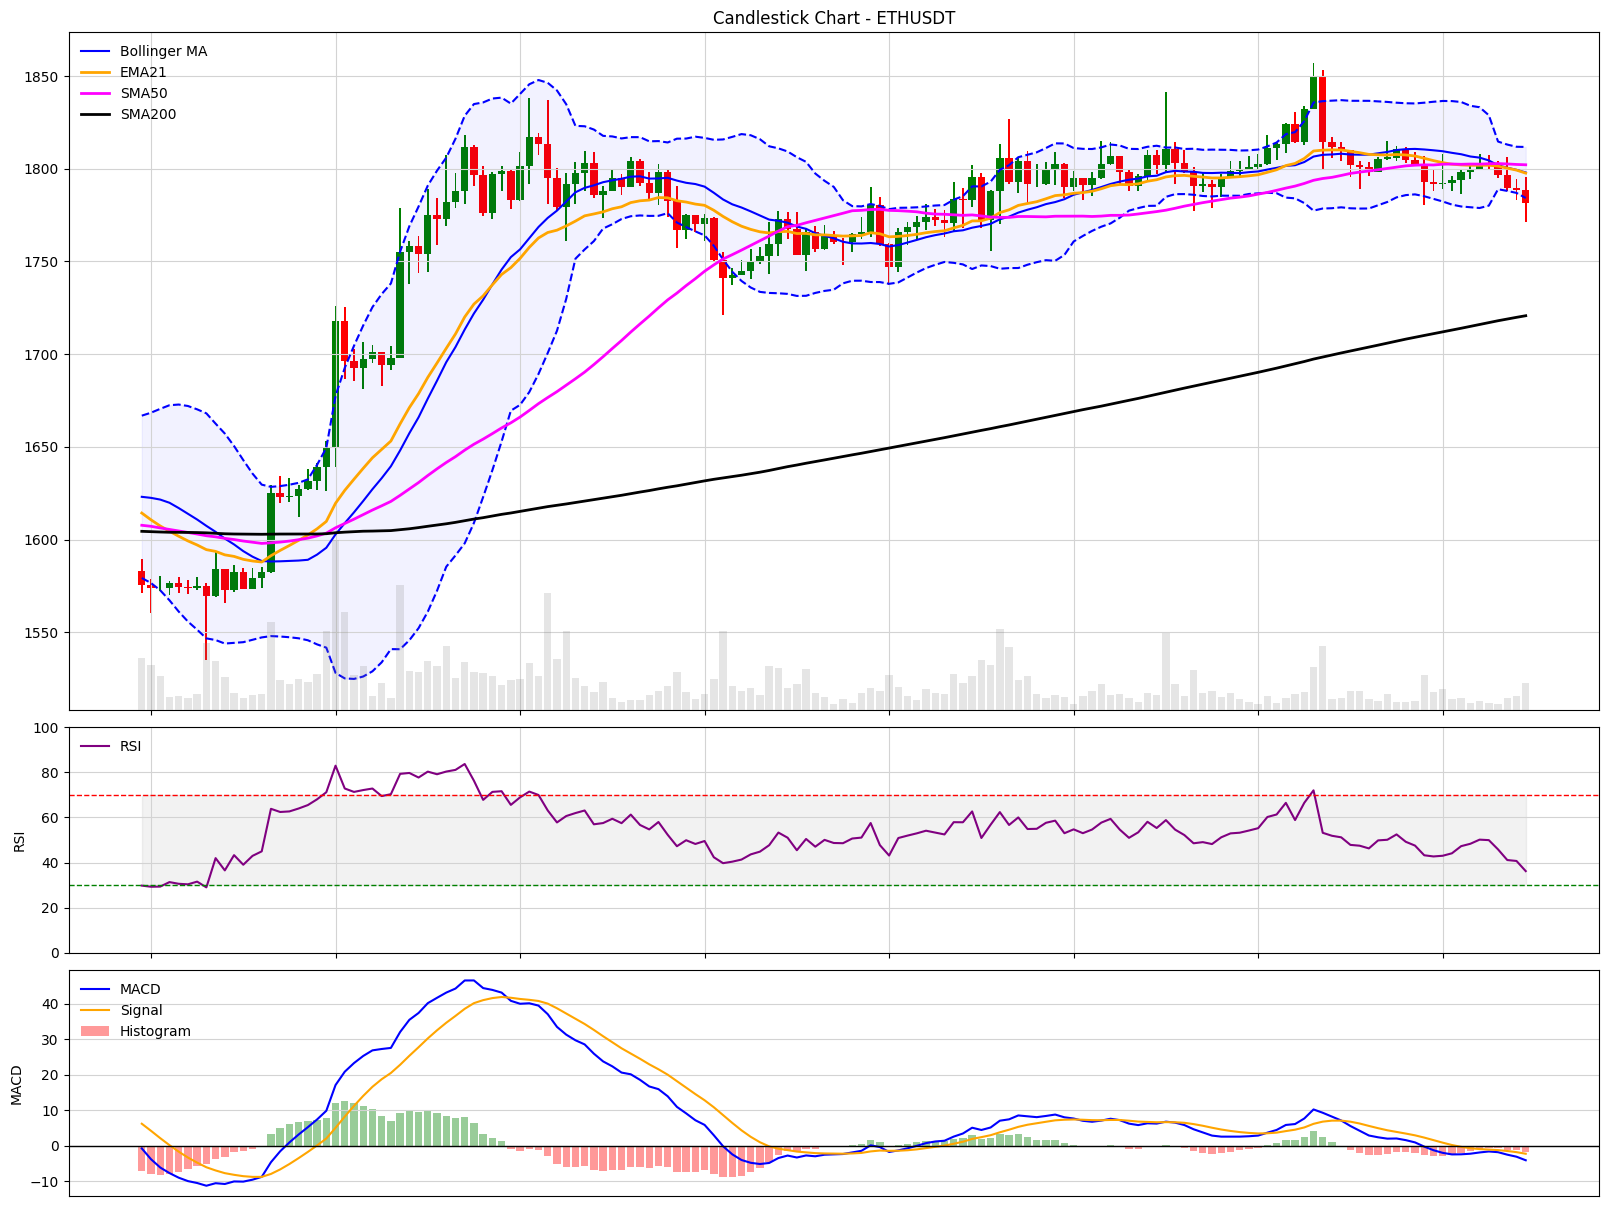 Candlestick Chart - ETHUSDT
Bollinger MA
EMA21
SMA50
SMA200
1850
1800
1750
1700
1650
1600
1550
RSI
100
80
60
40
20
0
RSI
MACD
Signal
Histogram
40
30
20
10
0
−10
MACD